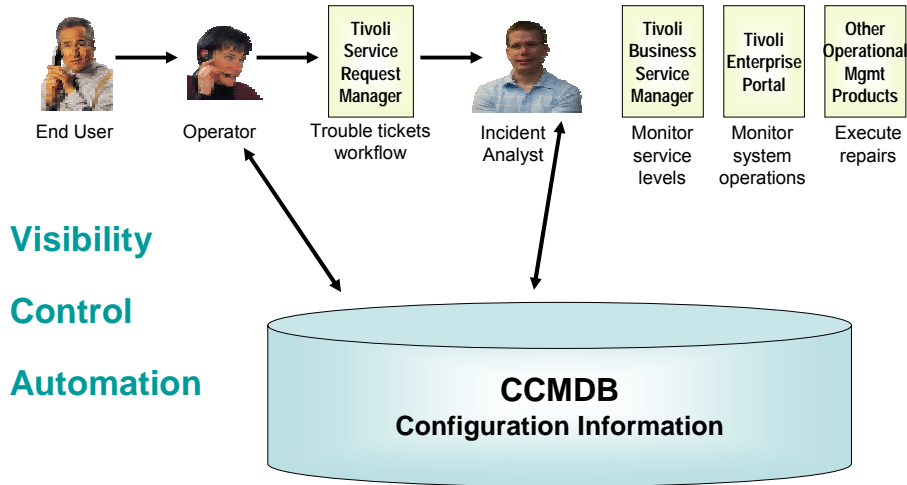 Tivoli
Service
Request
Manager
Tivoli
Business
Service
Manager
Tivoli
Enterprise
Portal
Other
Operational
Mgmt
Products
End User
Operator
Trouble tickets
workflow
Incident
Analyst
Monitor
service
levels
Monitor
system
operations
Execute
repairs
Visibility
Control
Automation
CCMDB
Configuration Information